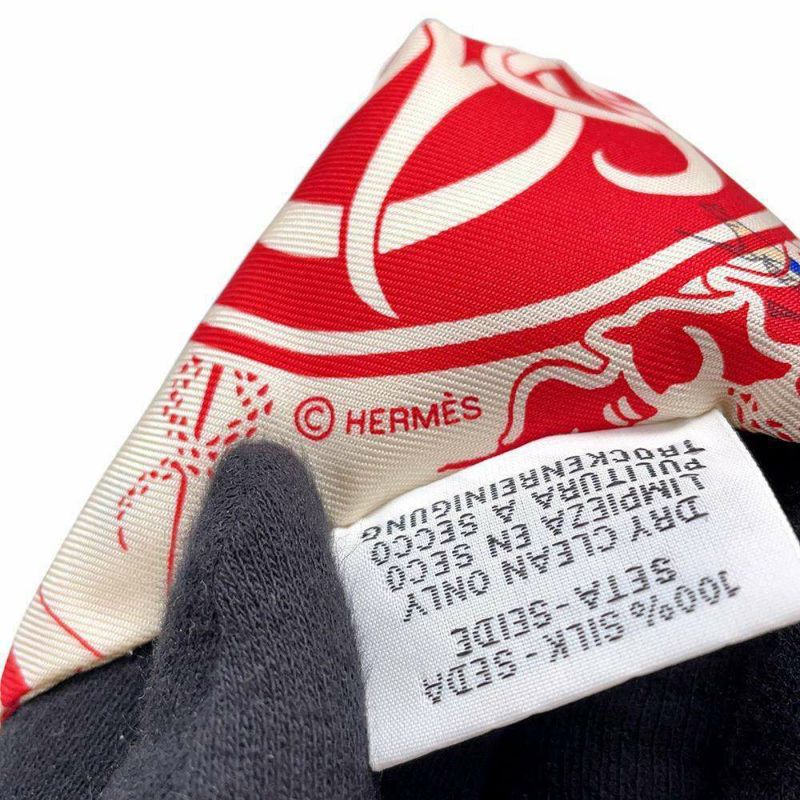 © HERMÈS
100% SILK-SEDA
SETA-SEIDE
DRY CLEAN ONLY
LIMPIEZA EN SECO
PULITURA A SECCO
TROCKENREINIGUNG